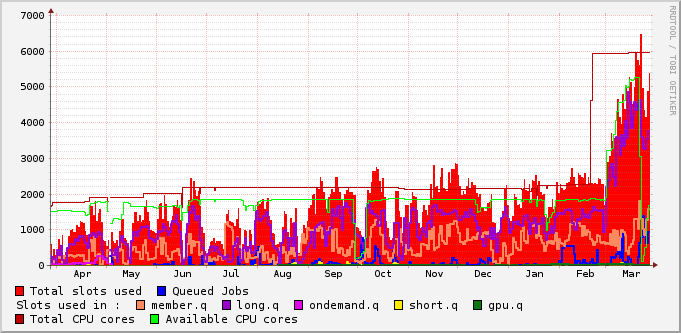 RRDTOOL / TOBI OETIKER
7000
6000
5000
4000
3000
2000
1000
0
Apr May Jun Jul Aug Sep Oct Nov Dec Jan Feb Mar
Total slots used Queued Jobs
Slots used in : member.q long.q ondemand.q short.q gpu.q
Total CPU cores Available CPU cores